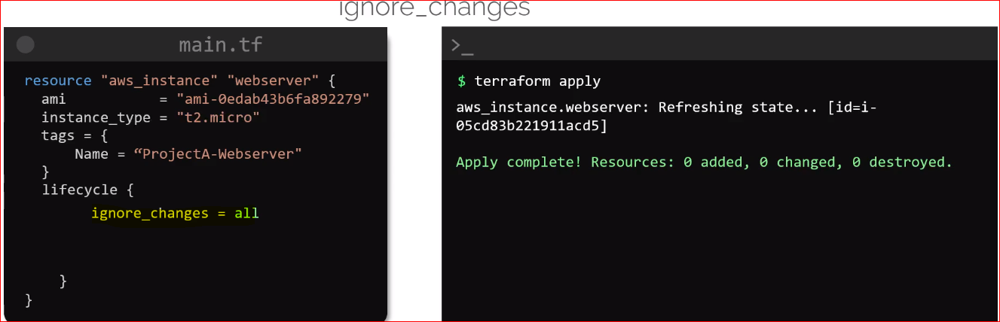 ignore_changes
main.tf
resource "aws_instance" "webserver" {
ami = "ami-0edab43b6fa892279"
instance_type = "t2.micro"
tags = {
Name = “ProjectA-Webserver"
}
lifecycle {
ignore_changes = all
}
}
>_
$ terraform apply
aws_instance.webserver: Refreshing state... [id=i-
05cd83b221911acd5]
Apply complete! Resources: 0 added, 0 changed, 0 destroyed.